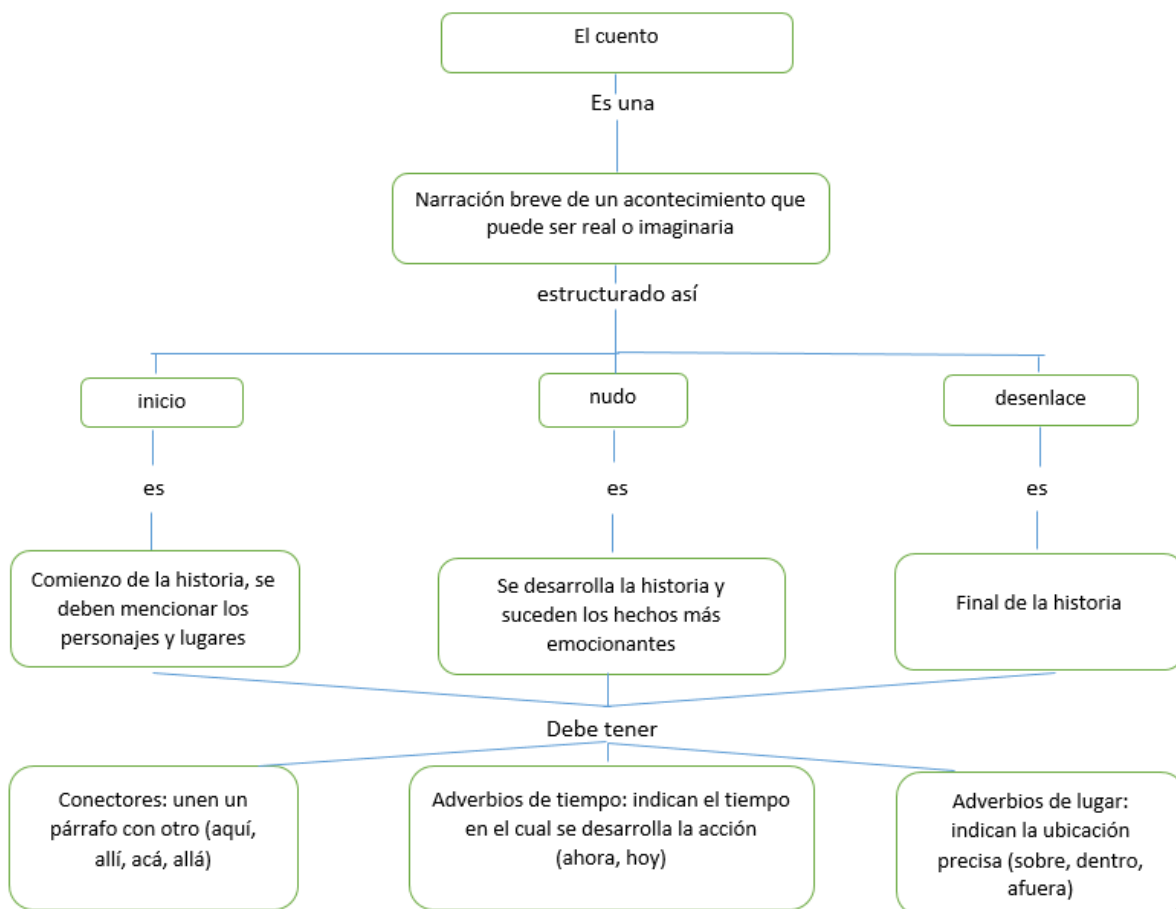 El cuento
Es una
Narración breve de un acontecimiento que
puede ser real o imaginaria
estructurado así
inicio
nudo
desenlace
es
es
es
Comienzo de la historia, se
deben mencionar los
personajes y lugares
Se desarrolla la historia y
suceden los hechos más
emocionantes
Final de la historia
Debe tener
Conectores: unen un
párrafo con otro (aquí,
allí, acá, allá)
Adverbios de tiempo: indican el tiempo
en el cual se desarrolla la acción
(ahora, hoy)
Adverbios de lugar:
indican la ubicación
precisa (sobre, dentro,
afuera)